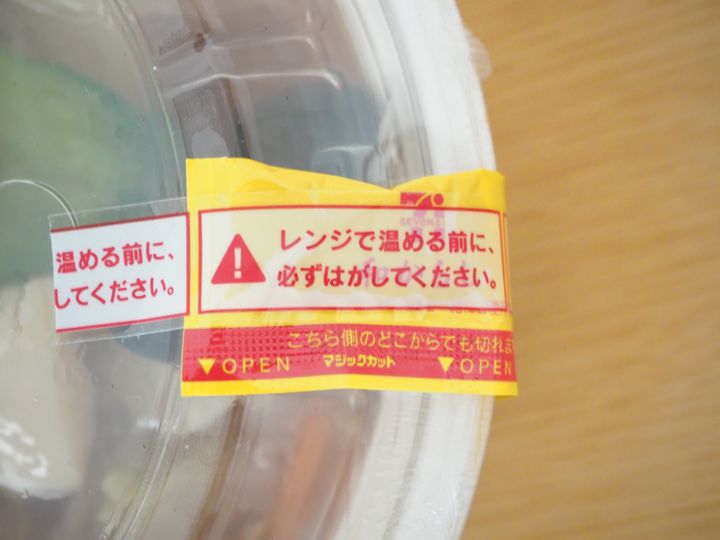 温める前に、
してください。
レンジで温める前に、
必ずはがしてください。
こちら側のどこからでも切れま
▼OPEN マジックカット ▼OPEN